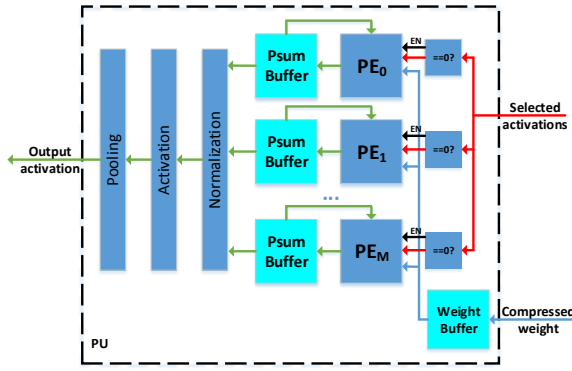 Psum
Buffer
PE0
EN
==0?
Selected
activations
Psum
Buffer
PE1
EN
==0?
Output
activation
Pooling
Activation
Normalization
...
Psum
Buffer
PEM
EN
==0?
Weight
Buffer
Compressed
weight
PU